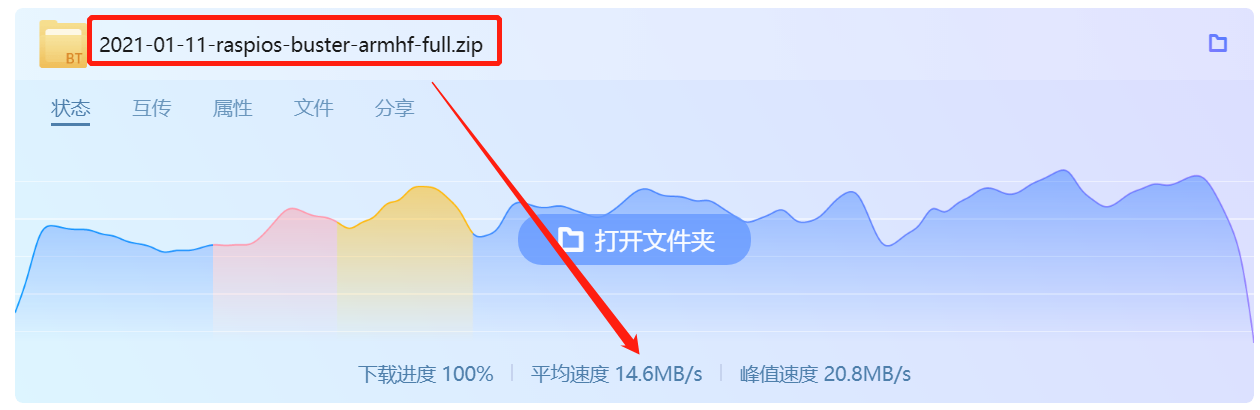 2021-01-11-raspios-buster-armhf-full.zip
BT
状态 互传 属性 文件 分享
打开文件夹
下载进度 100% 平均速度 14.6MB/s 峰值速度 20.8MB/s